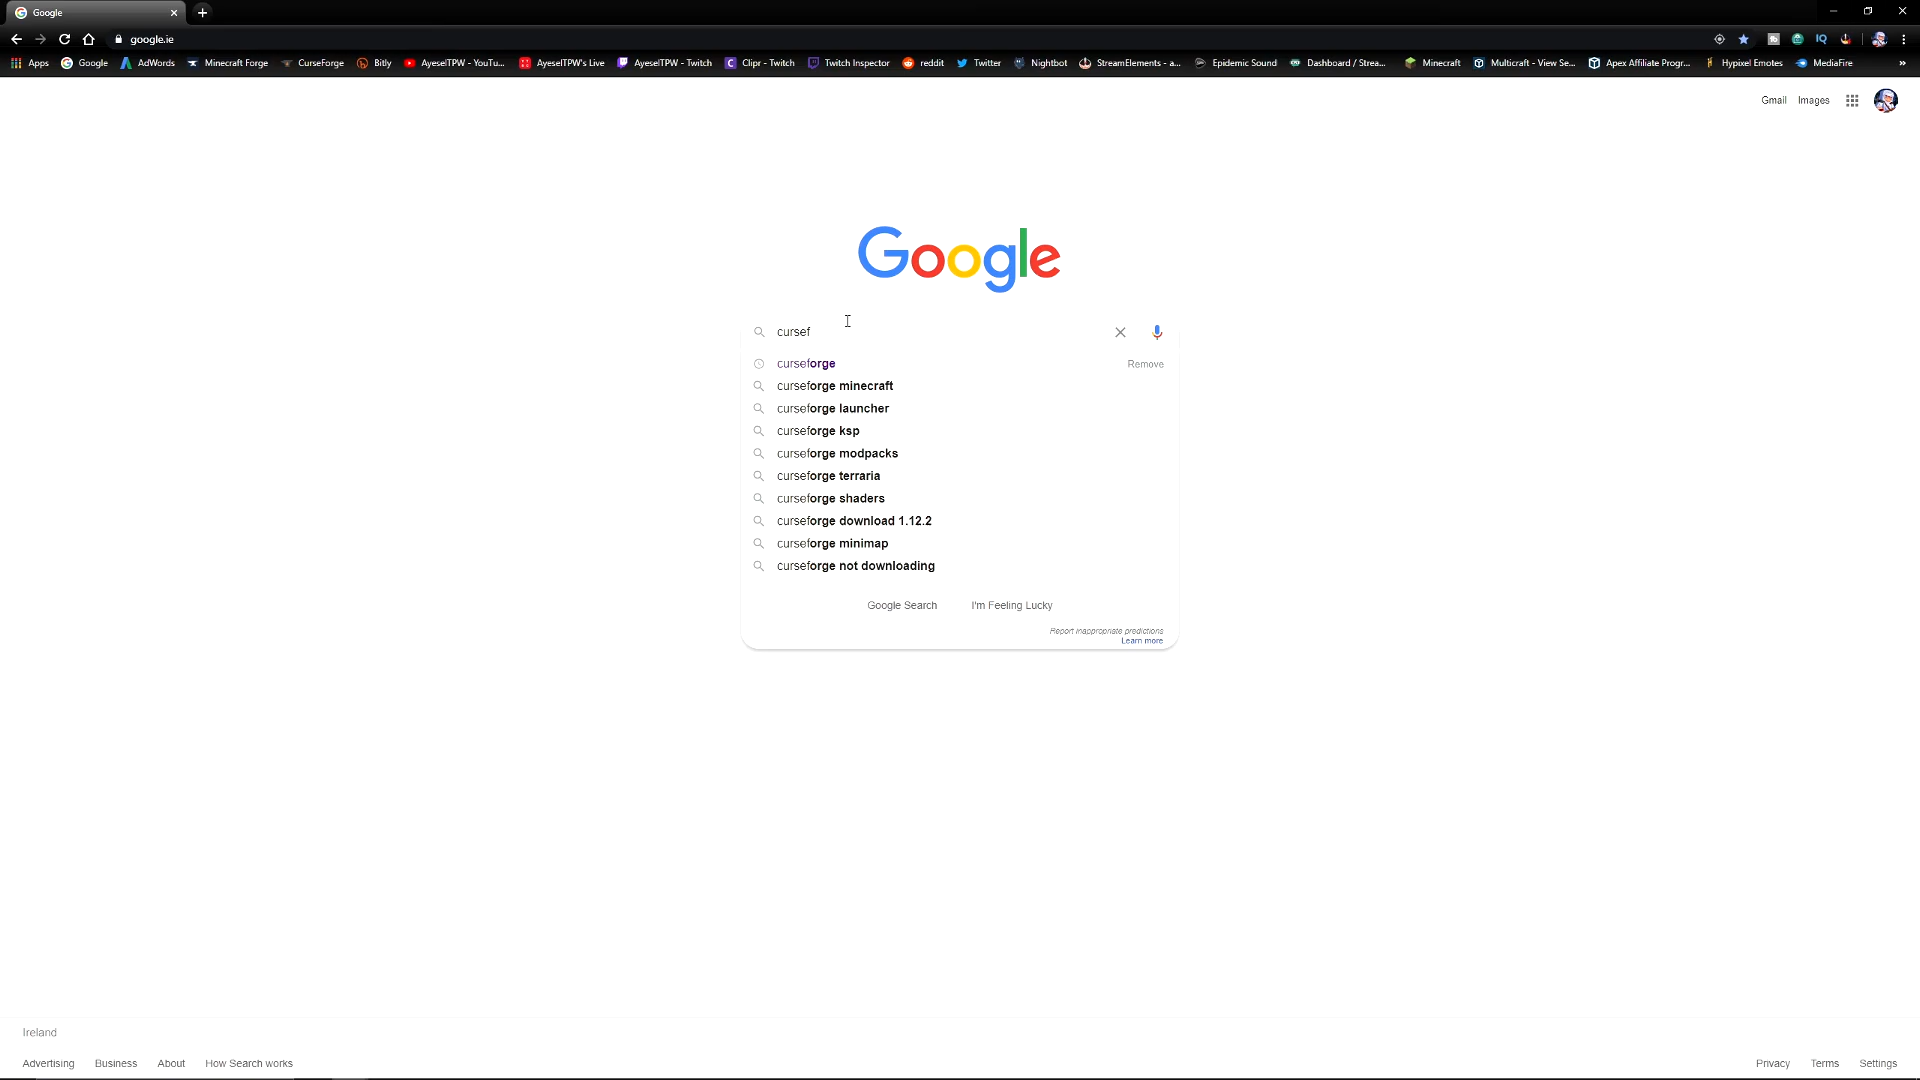 Google
google.ie
Apps Google AdWords Minecraft Forge CurseForge Bitly AyeselTPW - YouTu... AyeselTPW's Live AyeselTPW - Twitch Clipr - Twitch Twitch Inspector reddit Twitter Nightbot StreamElements - a... Epidemic Sound Dashboard / Strea... Minecraft Multicraft - View Se... Apex Affiliate Progr... Hypixel Emotes MediaFire »
Gmail Images
Google
cursef
curseforge Remove
curseforge minecraft
curseforge launcher
curseforge ksp
curseforge modpacks
curseforge terraria
curseforge shaders
curseforge download 1.12.2
curseforge minimap
curseforge not downloading
Google Search I'm Feeling Lucky
Report inappropriate predictions
Learn more
Ireland
Advertising Business About How Search works Privacy Terms Settings